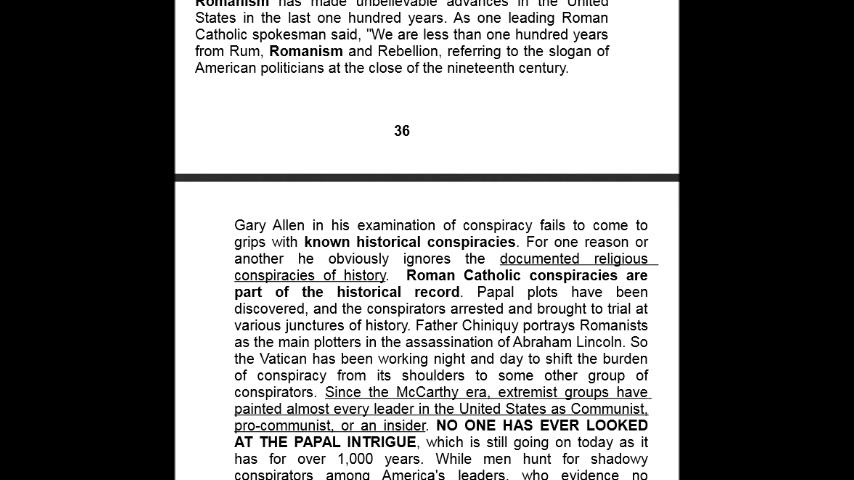 Romanism has made unbelievable advances in the United
States in the last one hundred years. As one leading Roman
Catholic spokesman said, "We are less than one hundred years
from Rum, Romanism and Rebellion, referring to the slogan of
American politicians at the close of the nineteenth century.
36
Gary Allen in his examination of conspiracy fails to come to
grips with known historical conspiracies. For one reason or
another he obviously ignores the documented religious
conspiracies of history. Roman Catholic conspiracies are
part of the historical record. Papal plots have been
discovered, and the conspirators arrested and brought to trial at
various junctures of history. Father Chiniquy portrays Romanists
as the main plotters in the assassination of Abraham Lincoln. So
the Vatican has been working night and day to shift the burden
of conspiracy from its shoulders to some other group of
conspirators. Since the McCarthy era, extremist groups have
painted almost every leader in the United States as Communist,
pro-communist, or an insider. NO ONE HAS EVER LOOKED
AT THE PAPAL INTRIGUE, which is still going on today as it
has for over 1,000 years. While men hunt for shadowy
conspirators among America's leaders, who evidence no